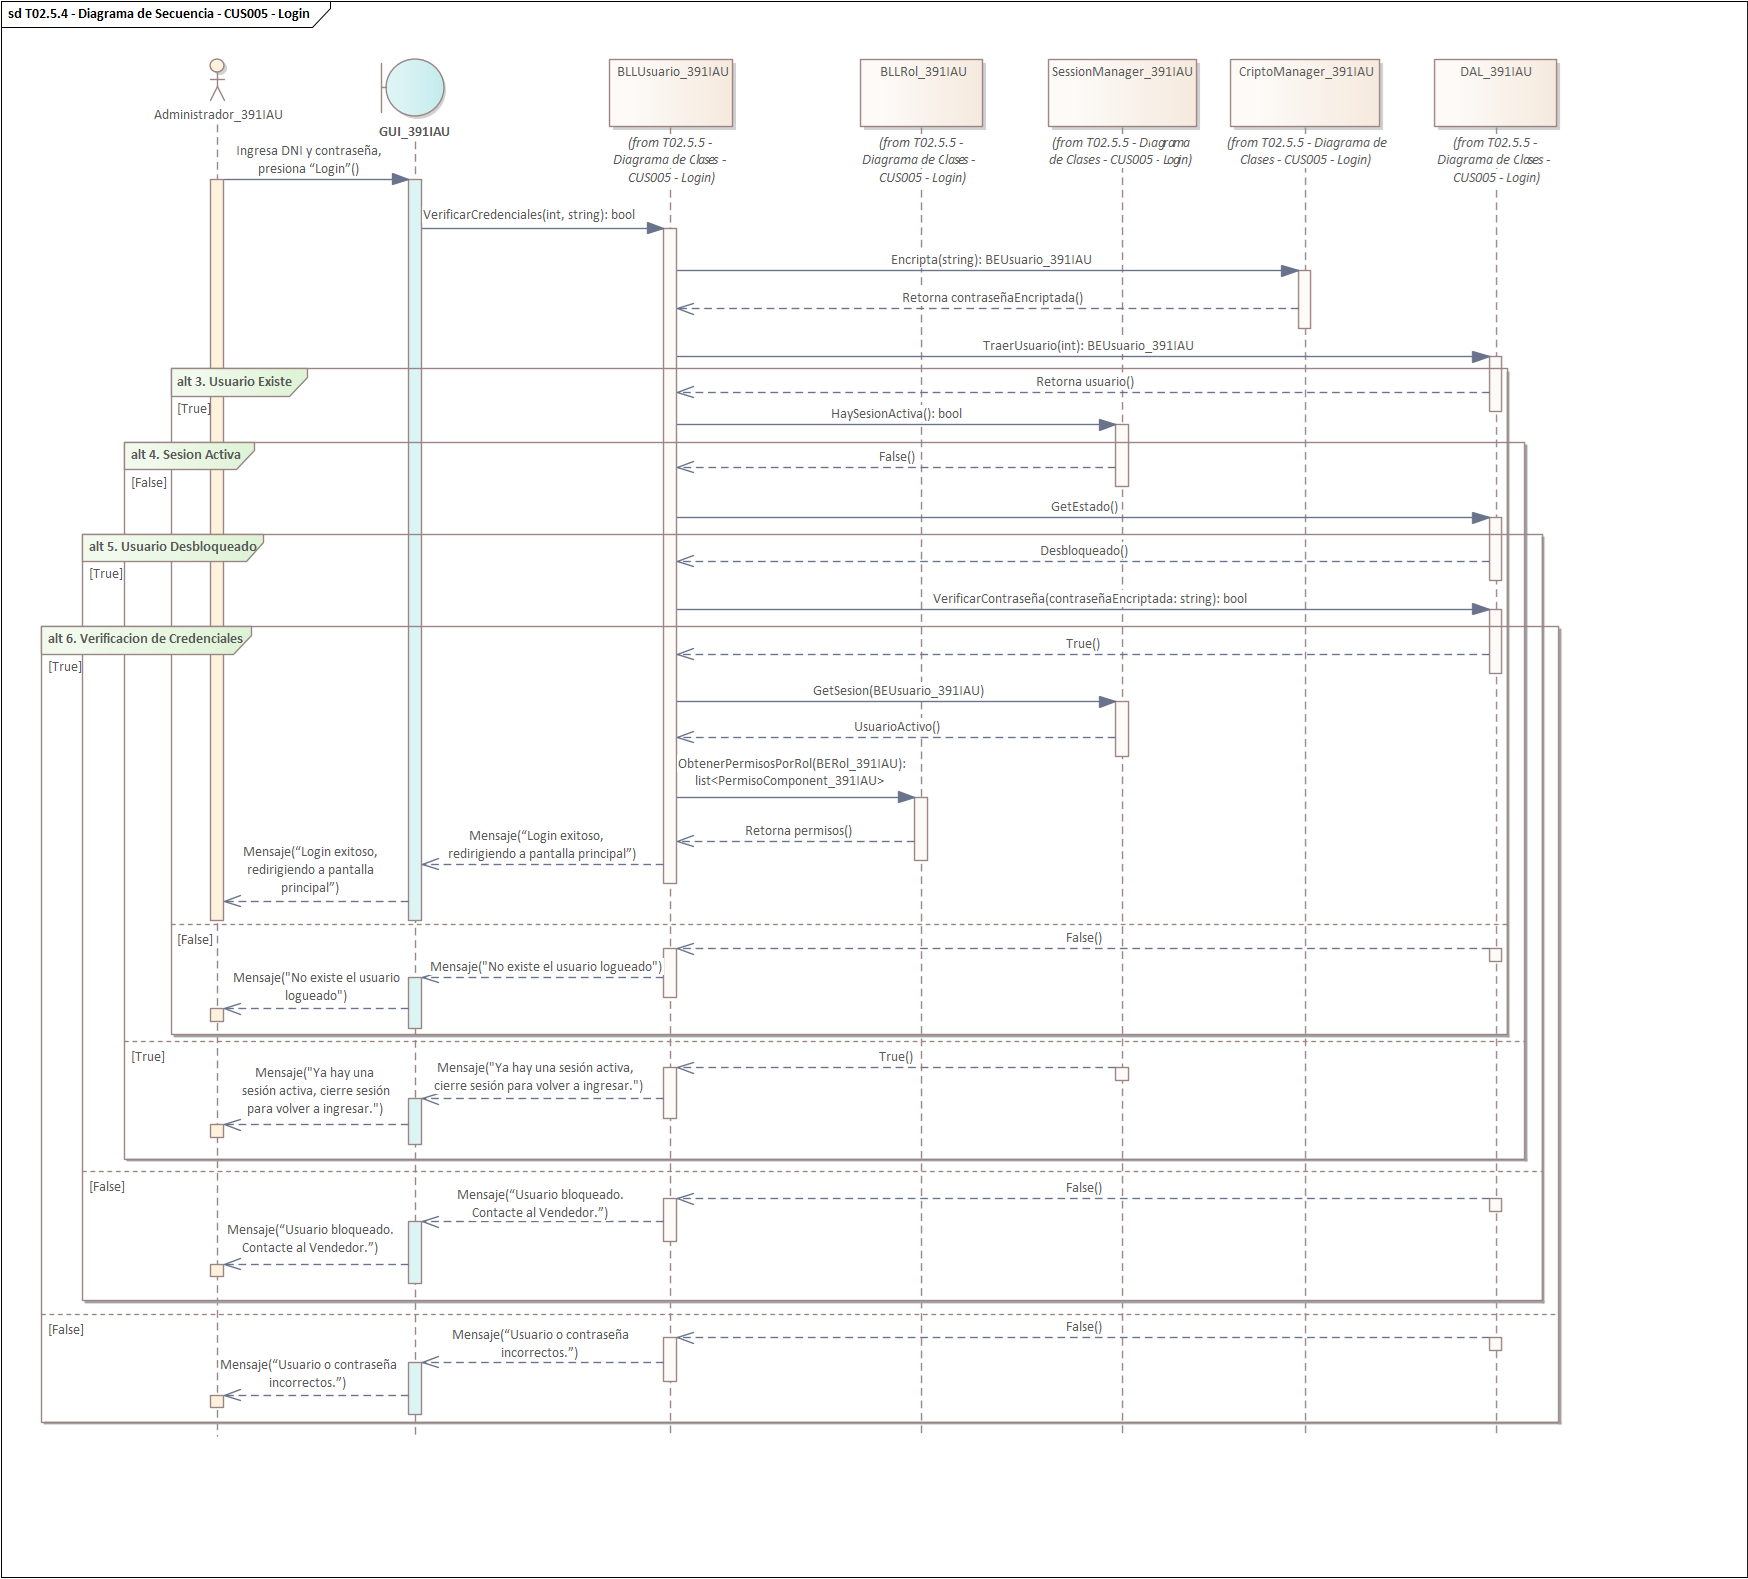 sd T02.5.4 - Diagrama de Secuencia - CUS005 - Login
Administrador_391IAU
GUI_391IAU
BLLUsuario_391IAU
(from T02.5.5 -
Diagrama de Clases -
CUS005 - Login)
BLLRol_391IAU
(from T02.5.5 -
Diagrama de Clases -
CUS005 - Login)
SessionManager_391IAU
(from T02.5.5 - Diagrama
de Clases - CUS005 - Login)
CriptoManager_391IAU
(from T02.5.5 - Diagrama de
Clases - CUS005 - Login)
DAL_391IAU
(from T02.5.5 -
Diagrama de Clases -
CUS005 - Login)
Ingresa DNI y contraseña,
presiona “Login”()
VerificarCredenciales(int, string): bool
Encripta(string): BEUsuario_391IAU
Retorna contraseñaEncriptada()
TraerUsuario(int): BEUsuario_391IAU
alt 3. Usuario Existe
Retorna usuario()
[True]
HaySesionActiva(): bool
alt 4. Sesion Activa
False()
[False]
GetEstado()
alt 5. Usuario Desbloqueado
Desbloqueado()
[True]
VerificarContraseña(contraseñaEncriptada: string): bool
alt 6. Verificacion de Credenciales
True()
[True]
GetSesion(BEUsuario_391IAU)
UsuarioActivo()
ObtenerPermisosPorRol(BERol_391IAU):
list<PermisoComponent_391IAU>
Retorna permisos()
Mensaje(“Login exitoso,
redirigiendo a pantalla principal”)
Mensaje(“Login exitoso,
redirigiendo a pantalla
principal”)
[False]
False()
Mensaje("No existe el usuario logueado")
Mensaje("No existe el usuario
logueado")
[True]
True()
Mensaje("Ya hay una sesión activa,
cierre sesión para volver a ingresar.")
Mensaje("Ya hay una
sesión activa, cierre sesión
para volver a ingresar.")
[False]
False()
Mensaje(“Usuario bloqueado.
Contacte al Vendedor.”)
Mensaje(“Usuario bloqueado.
Contacte al Vendedor.”)
[False]
False()
Mensaje(“Usuario o contraseña
incorrectos.”)
Mensaje(“Usuario o contraseña
incorrectos.”)